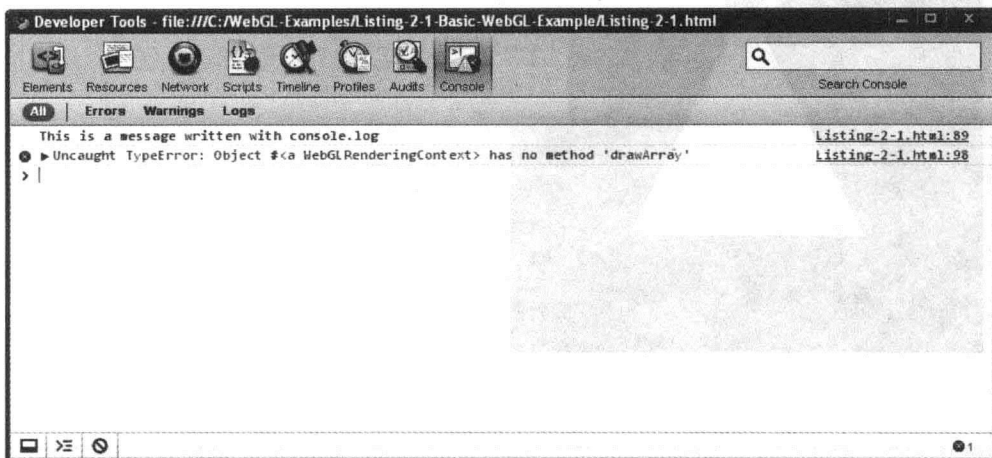 Developer Tools - file:///C:/WebGL-Examples/Listing-2-1-Basic-WebGL-Example/Listing-2-1.html
Elements Resources Network Scripts Timeline Profiles Audits Console
Search Console
All Errors Warnings Logs
This is a message written with console.log Listing-2-1.html:89
Uncaught TypeError: Object #<a WebGLRenderingContext> has no method 'drawArray' Listing-2-1.html:98
>
1